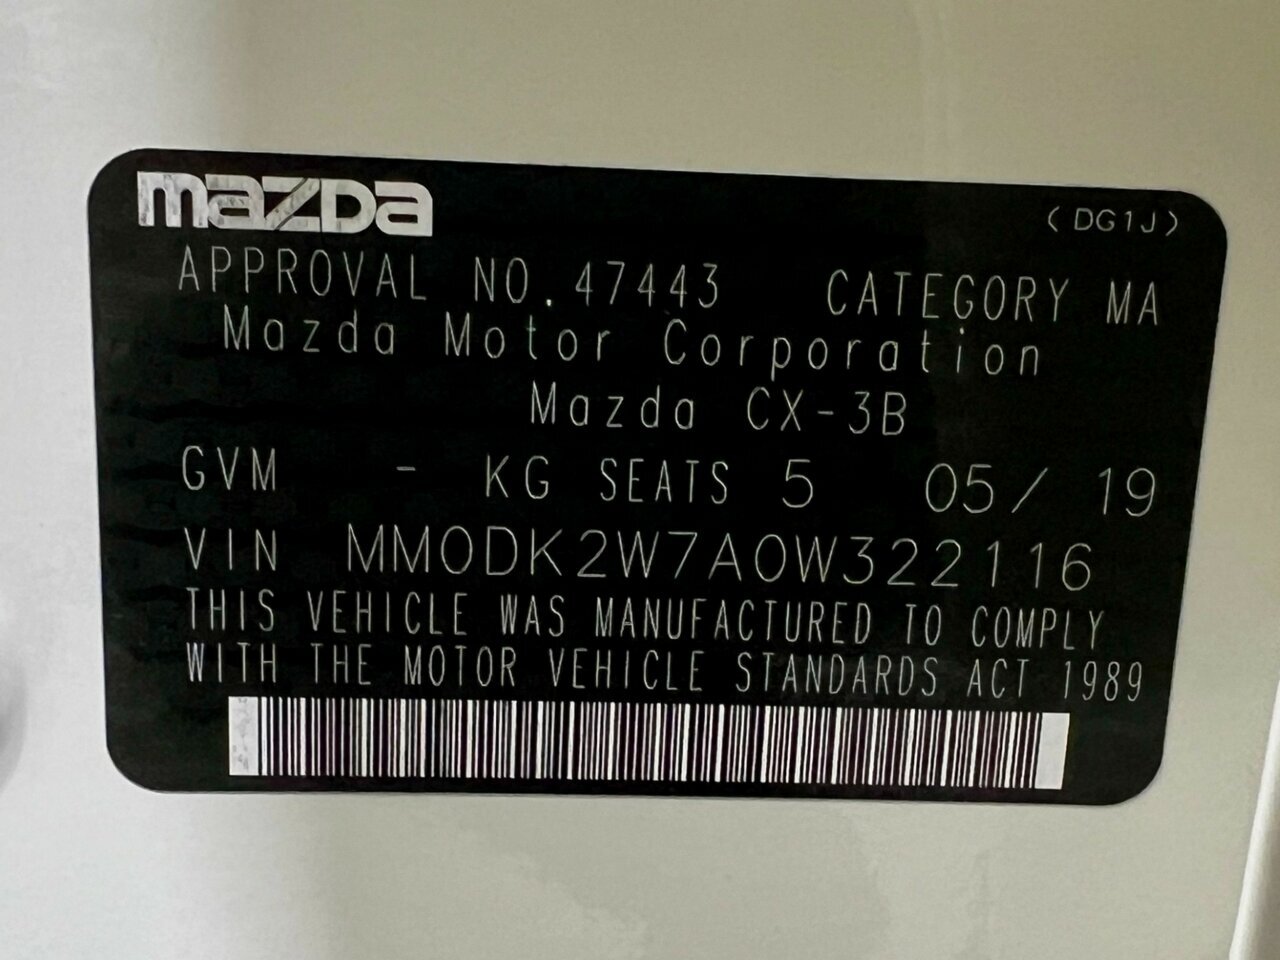 mazda
(DG1J)
APPROVAL NO. 47443 CATEGORY MA
Mazda Motor Corporation
Mazda CX-3B
GVM - KG SEATS 5 05/ 19
VIN MM0DK2W7A0W322116
THIS VEHICLE WAS MANUFACTURED TO COMPLY
WITH THE MOTOR VEHICLE STANDARDS ACT 1989